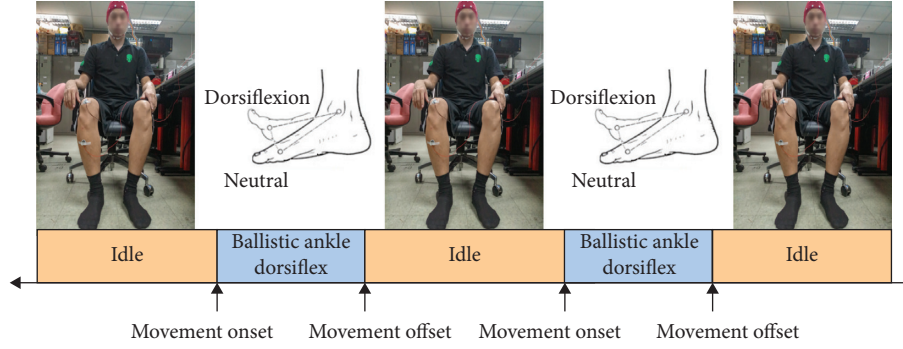 Dorsiflexion
Neutral
Dorsiflexion
Neutral
Idle
Ballistic ankle
dorsiflex
Idle
Ballistic ankle
dorsiflex
Idle
Movement onset
Movement offset
Movement onset
Movement offset